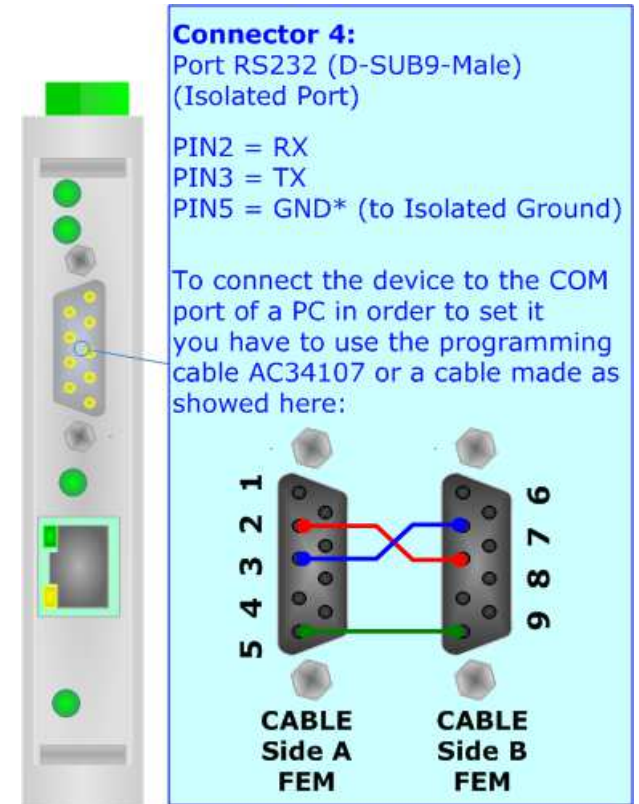 Connector 4:
Port RS232 (D-SUB9-Male)
(Isolated Port)
PIN2 = RX
PIN3 = TX
PIN5 = GND* (to Isolated Ground)
To connect the device to the COM
port of a PC in order to set it
you have to use the programming
cable AC34107 or a cable made as
showed here:
1
2
3
4
5
6
7
8
9
CABLE
Side A
FEM
CABLE
Side B
FEM